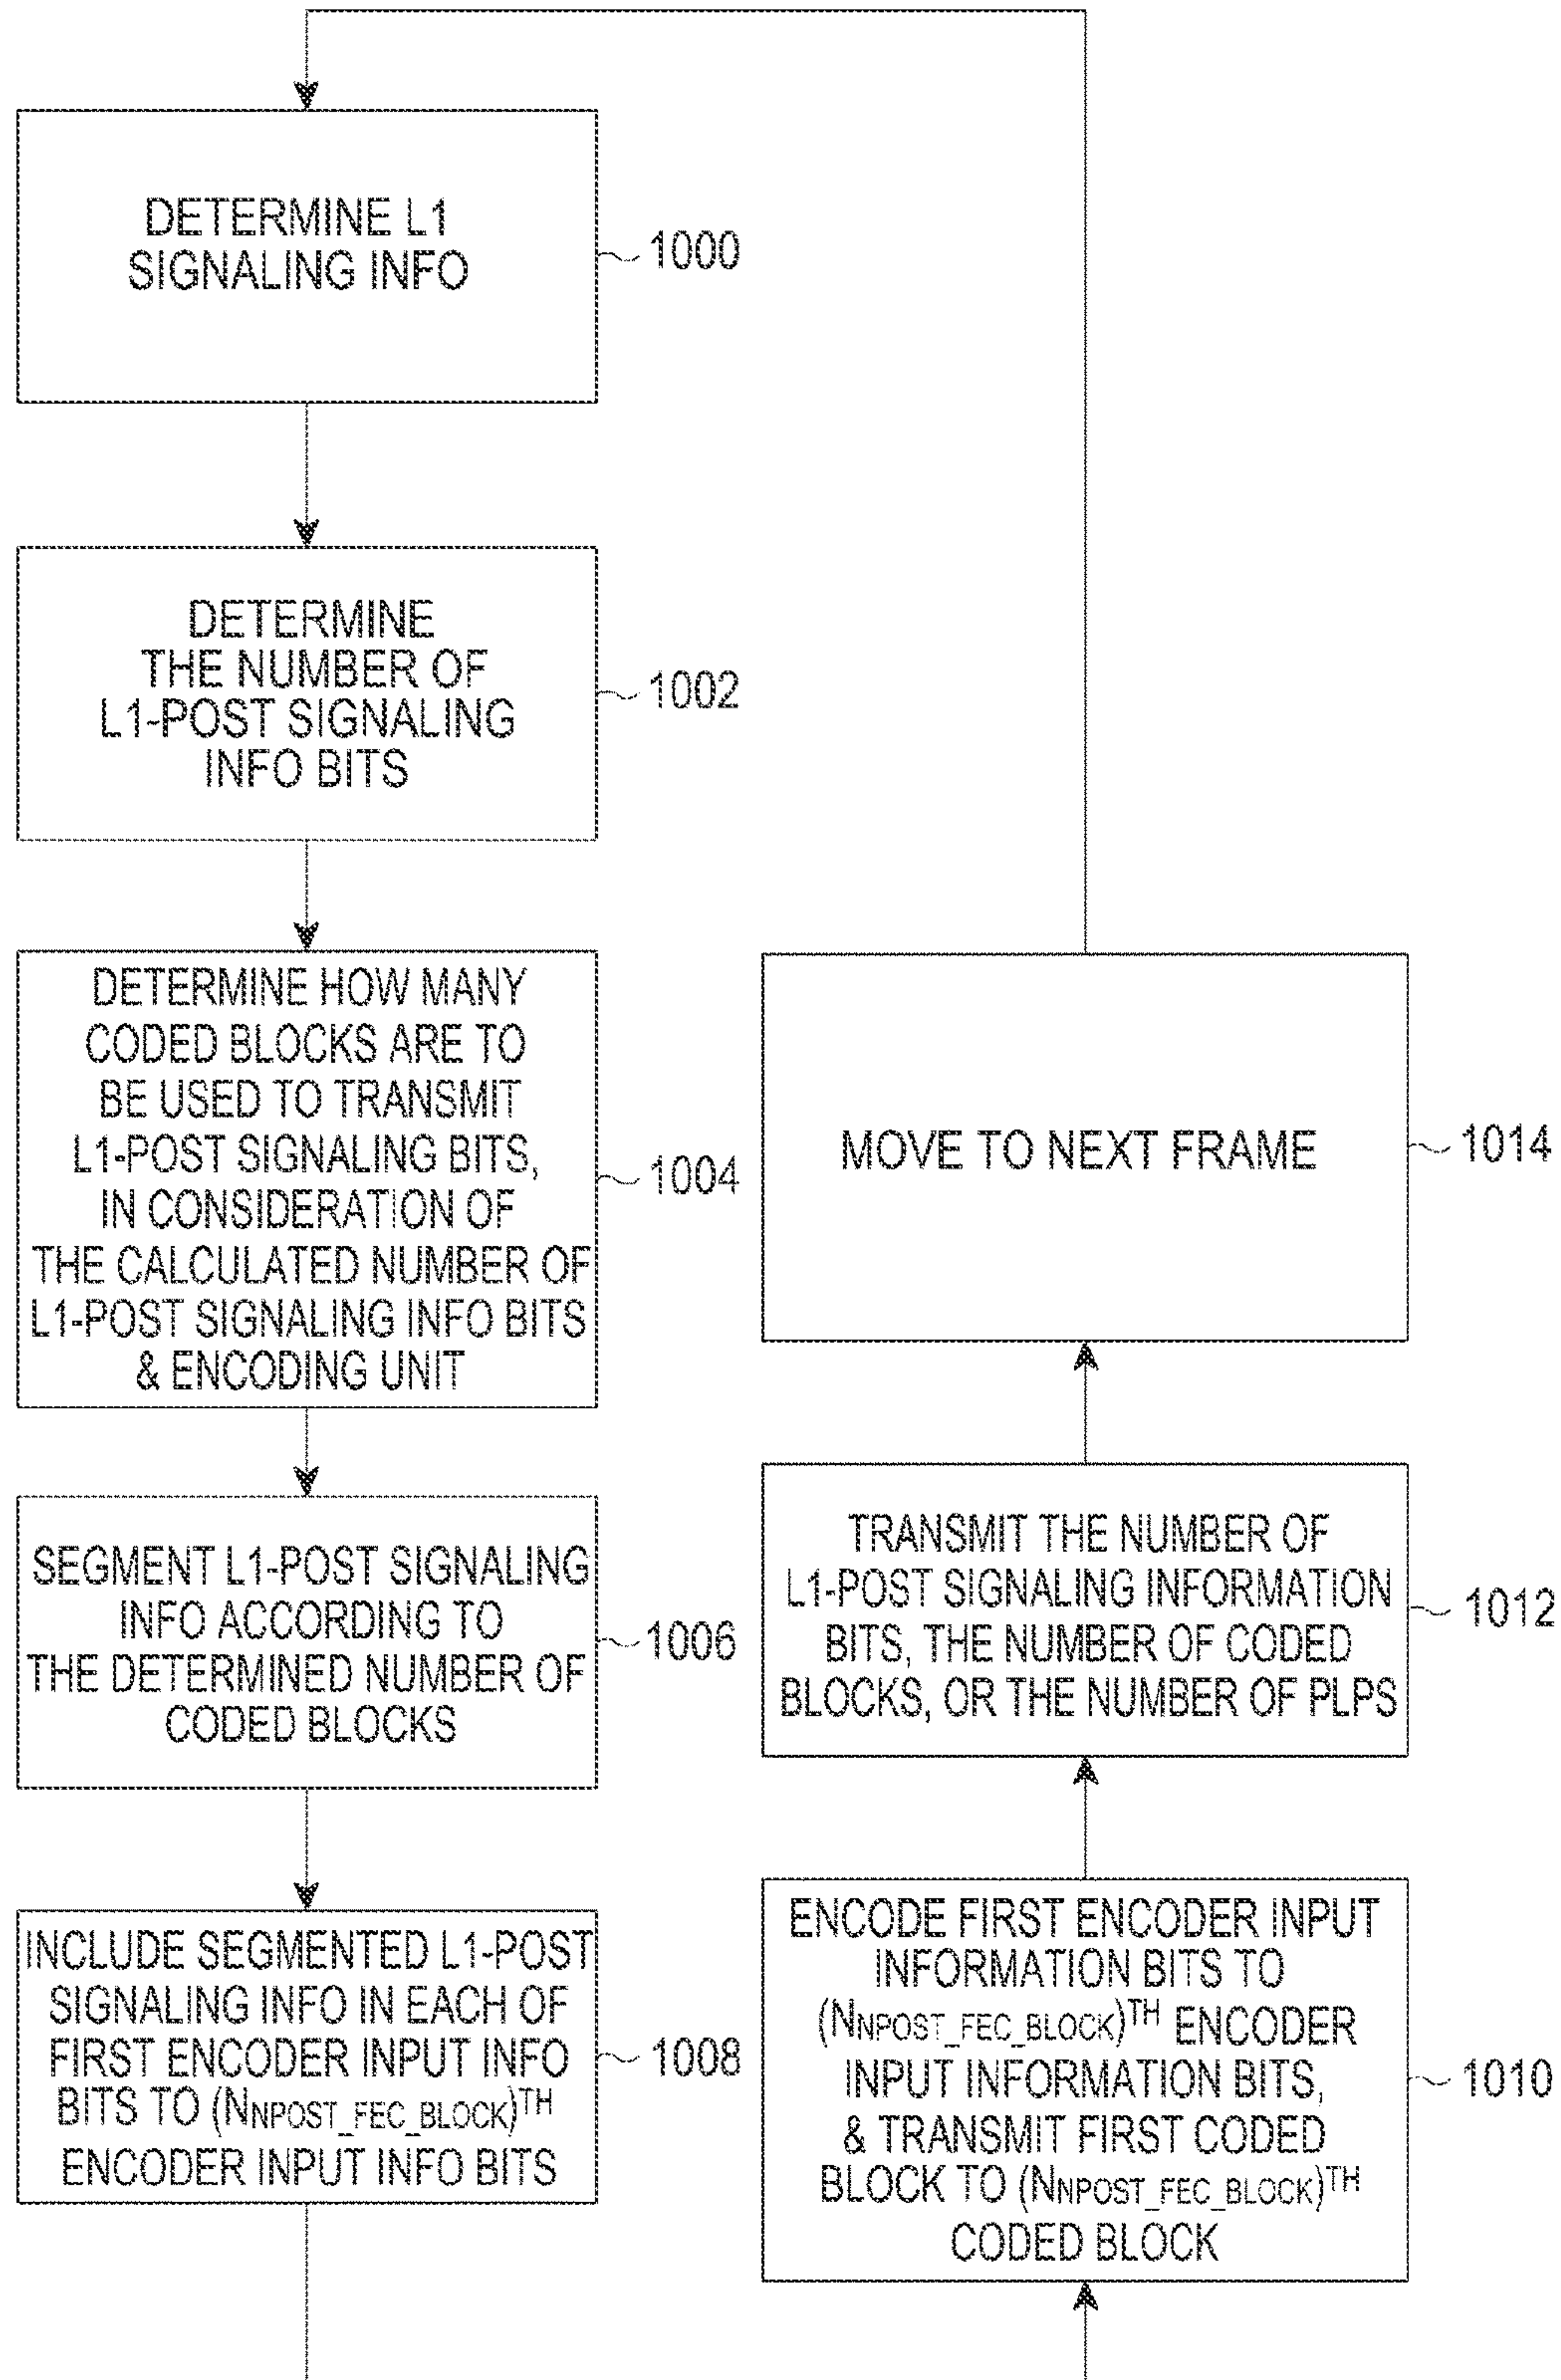 DETERMINE L1
SIGNALING INFO
1000
DETERMINE
THE NUMBER OF
L1-POST SIGNALING
INFO BITS
1002
DETERMINE HOW MANY
CODED BLOCKS ARE TO
BE USED TO TRANSMIT
L1-POST SIGNALING BITS,
IN CONSIDERATION OF
THE CALCULATED NUMBER OF
L1-POST SIGNALING INFO BITS
& ENCODING UNIT
1004
SEGMENT L1-POST SIGNALING
INFO ACCORDING TO
THE DETERMINED NUMBER OF
CODED BLOCKS
1006
INCLUDE SEGMENTED L1-POST
SIGNALING INFO IN EACH OF
FIRST ENCODER INPUT INFO
BITS TO (NNPOST_FEC_BLOCK)TH
ENCODER INPUT INFO BITS
1008
ENCODE FIRST ENCODER INPUT
INFORMATION BITS TO
(NNPOST_FEC_BLOCK)TH ENCODER
INPUT INFORMATION BITS,
& TRANSMIT FIRST CODED
BLOCK TO (NNPOST_FEC_BLOCK)TH
CODED BLOCK
1010
TRANSMIT THE NUMBER OF
L1-POST SIGNALING INFORMATION
BITS, THE NUMBER OF CODED
BLOCKS, OR THE NUMBER OF PLPS
1012
MOVE TO NEXT FRAME
1014